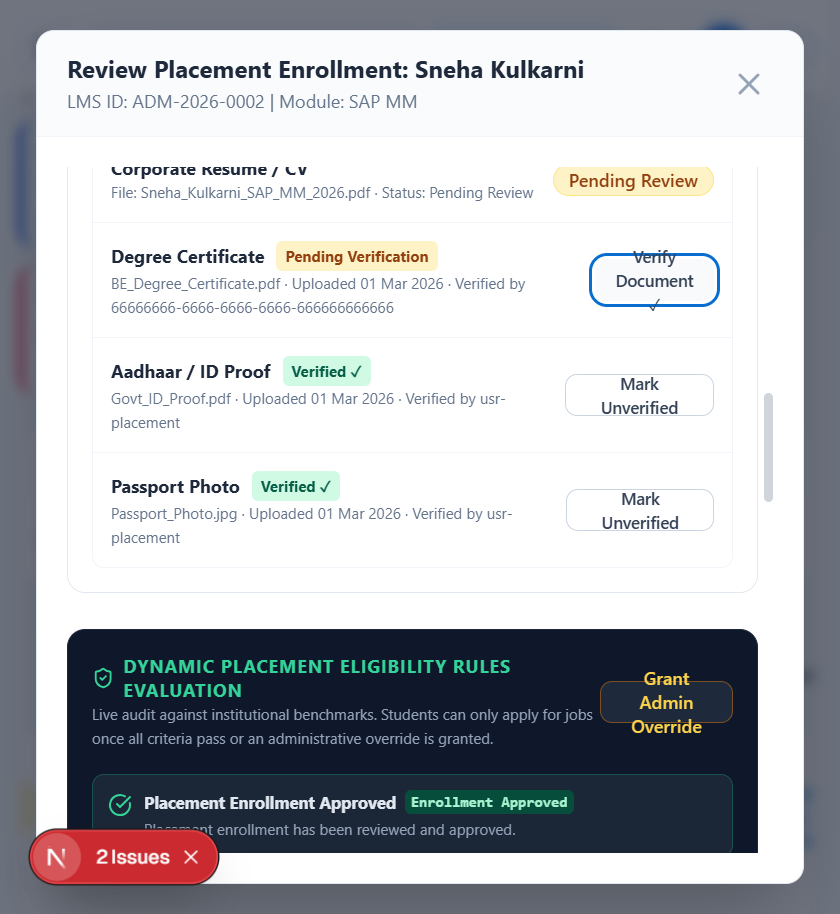 Review Placement Enrollment: Sneha Kulkarni
LMS ID: ADM-2026-0002 | Module: SAP MM
Corporate Resume / CV
File: Sneha_Kulkarni_SAP_MM_2026.pdf · Status: Pending Review
Pending Review
Degree Certificate Pending Verification
BE_Degree_Certificate.pdf · Uploaded 01 Mar 2026 · Verified by
66666666-6666-6666-6666-666666666666
Verify
Document
✓
Aadhaar / ID Proof Verified ✓
Govt_ID_Proof.pdf · Uploaded 01 Mar 2026 · Verified by usr-
placement
Mark
Unverified
Passport Photo Verified ✓
Passport_Photo.jpg · Uploaded 01 Mar 2026 · Verified by usr-
placement
Mark
Unverified
DYNAMIC PLACEMENT ELIGIBILITY RULES
EVALUATION
Live audit against institutional benchmarks. Students can only apply for jobs
once all criteria pass or an administrative override is granted.
Grant
Admin
Override
Placement Enrollment Approved Enrollment Approved
Placement enrollment has been reviewed and approved.
N 2 Issues